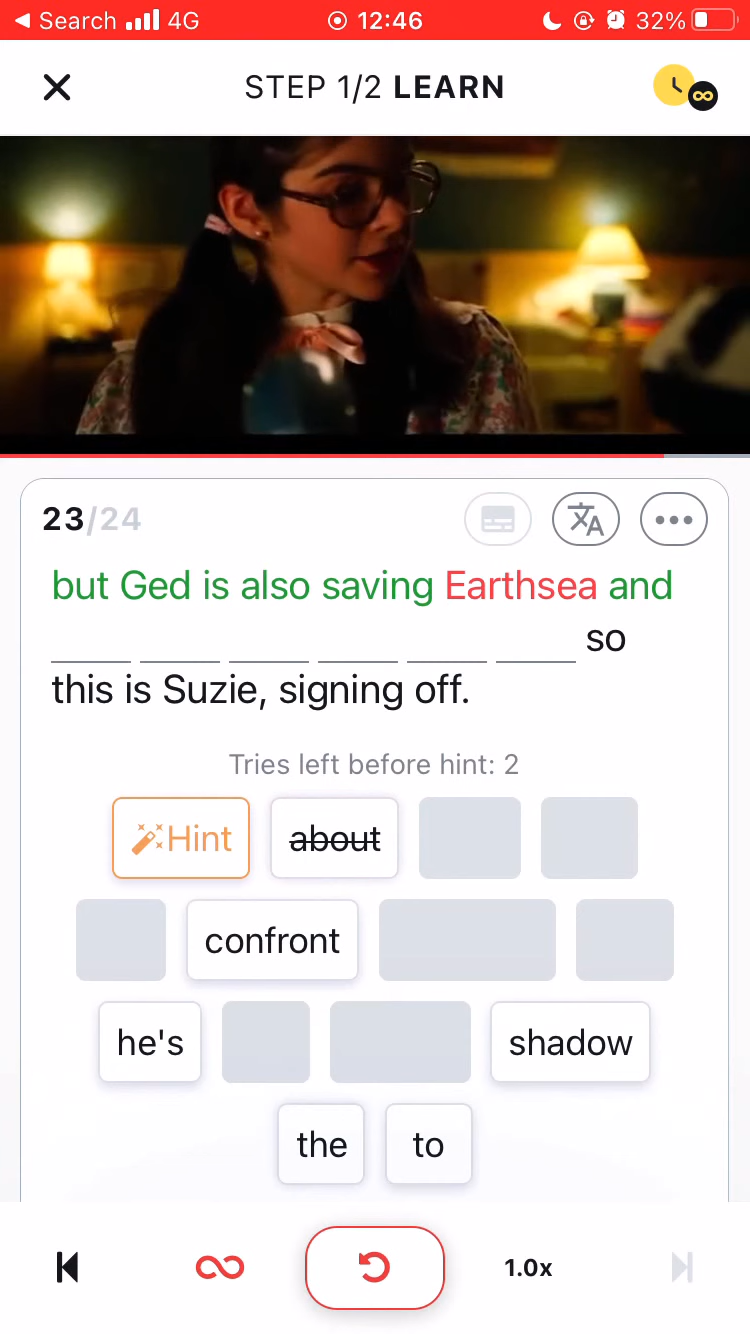 Search 4G 12:46 32%
STEP 1/2 LEARN
23/24
but Ged is also saving Earthsea and
so
this is Suzie, signing off.
Tries left before hint: 2
Hint about
confront
he's shadow
the to
1.0x